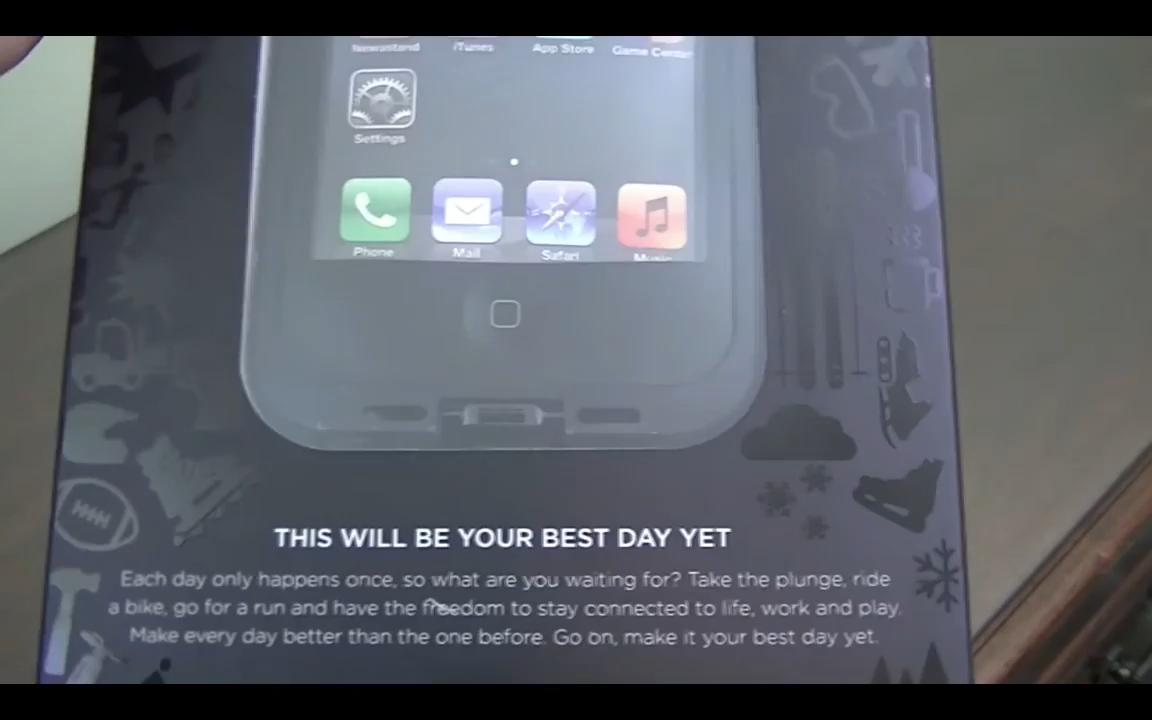 Newsstand iTunes App Store Game Center
Settings
Phone Mail Safari Music
THIS WILL BE YOUR BEST DAY YET
Each day only happens once, so what are you waiting for? Take the plunge, ride
a bike, go for a run and have the freedom to stay connected to life, work and play.
Make every day better than the one before. Go on, make it your best day yet.